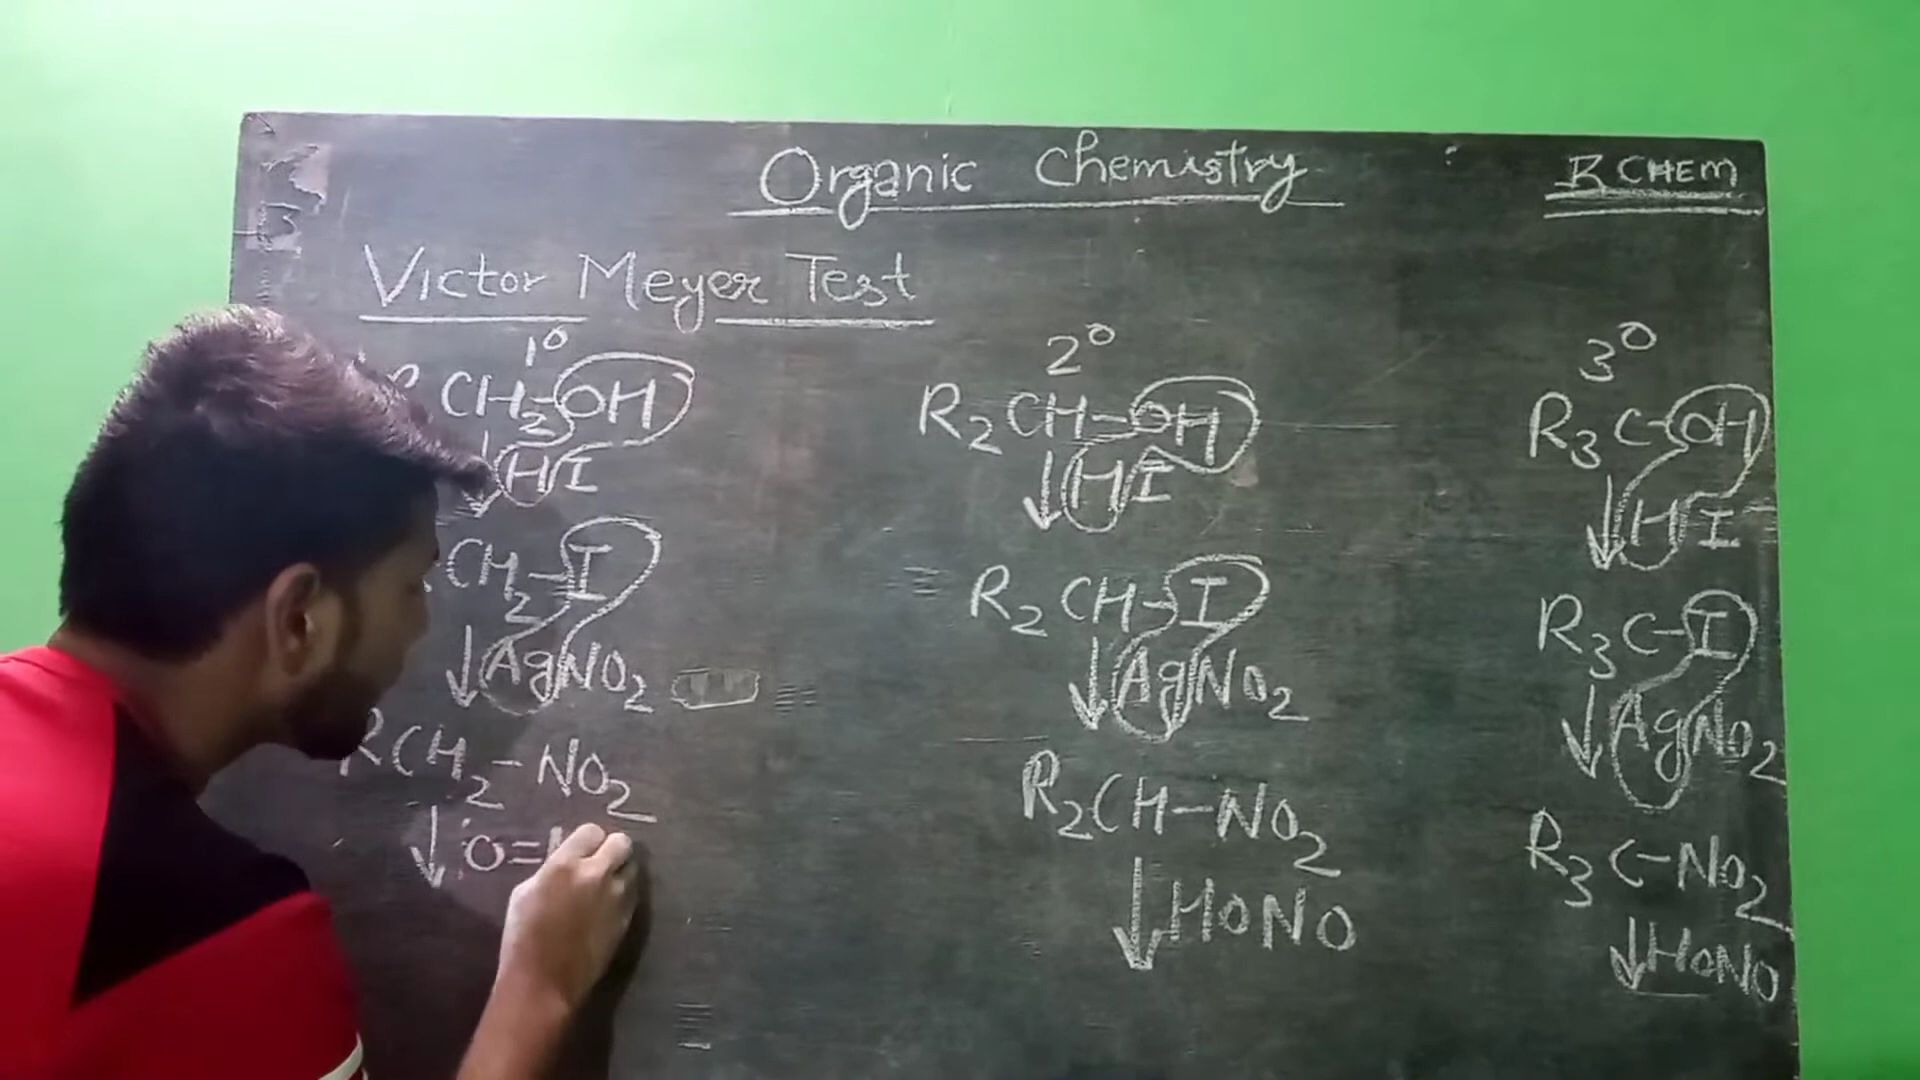 Organic Chemistry
R CHEM
Victor Meyer Test
1°
CH2-OH
HI
CH2-I
AgNO2
RCH2-NO2
O=
2°
R2CH-OH
HI
R2CH-I
AgNO2
R2CH-NO2
HONO
3°
R3C-OH
HI
R3C-I
AgNO2
R3C-NO2
HONO